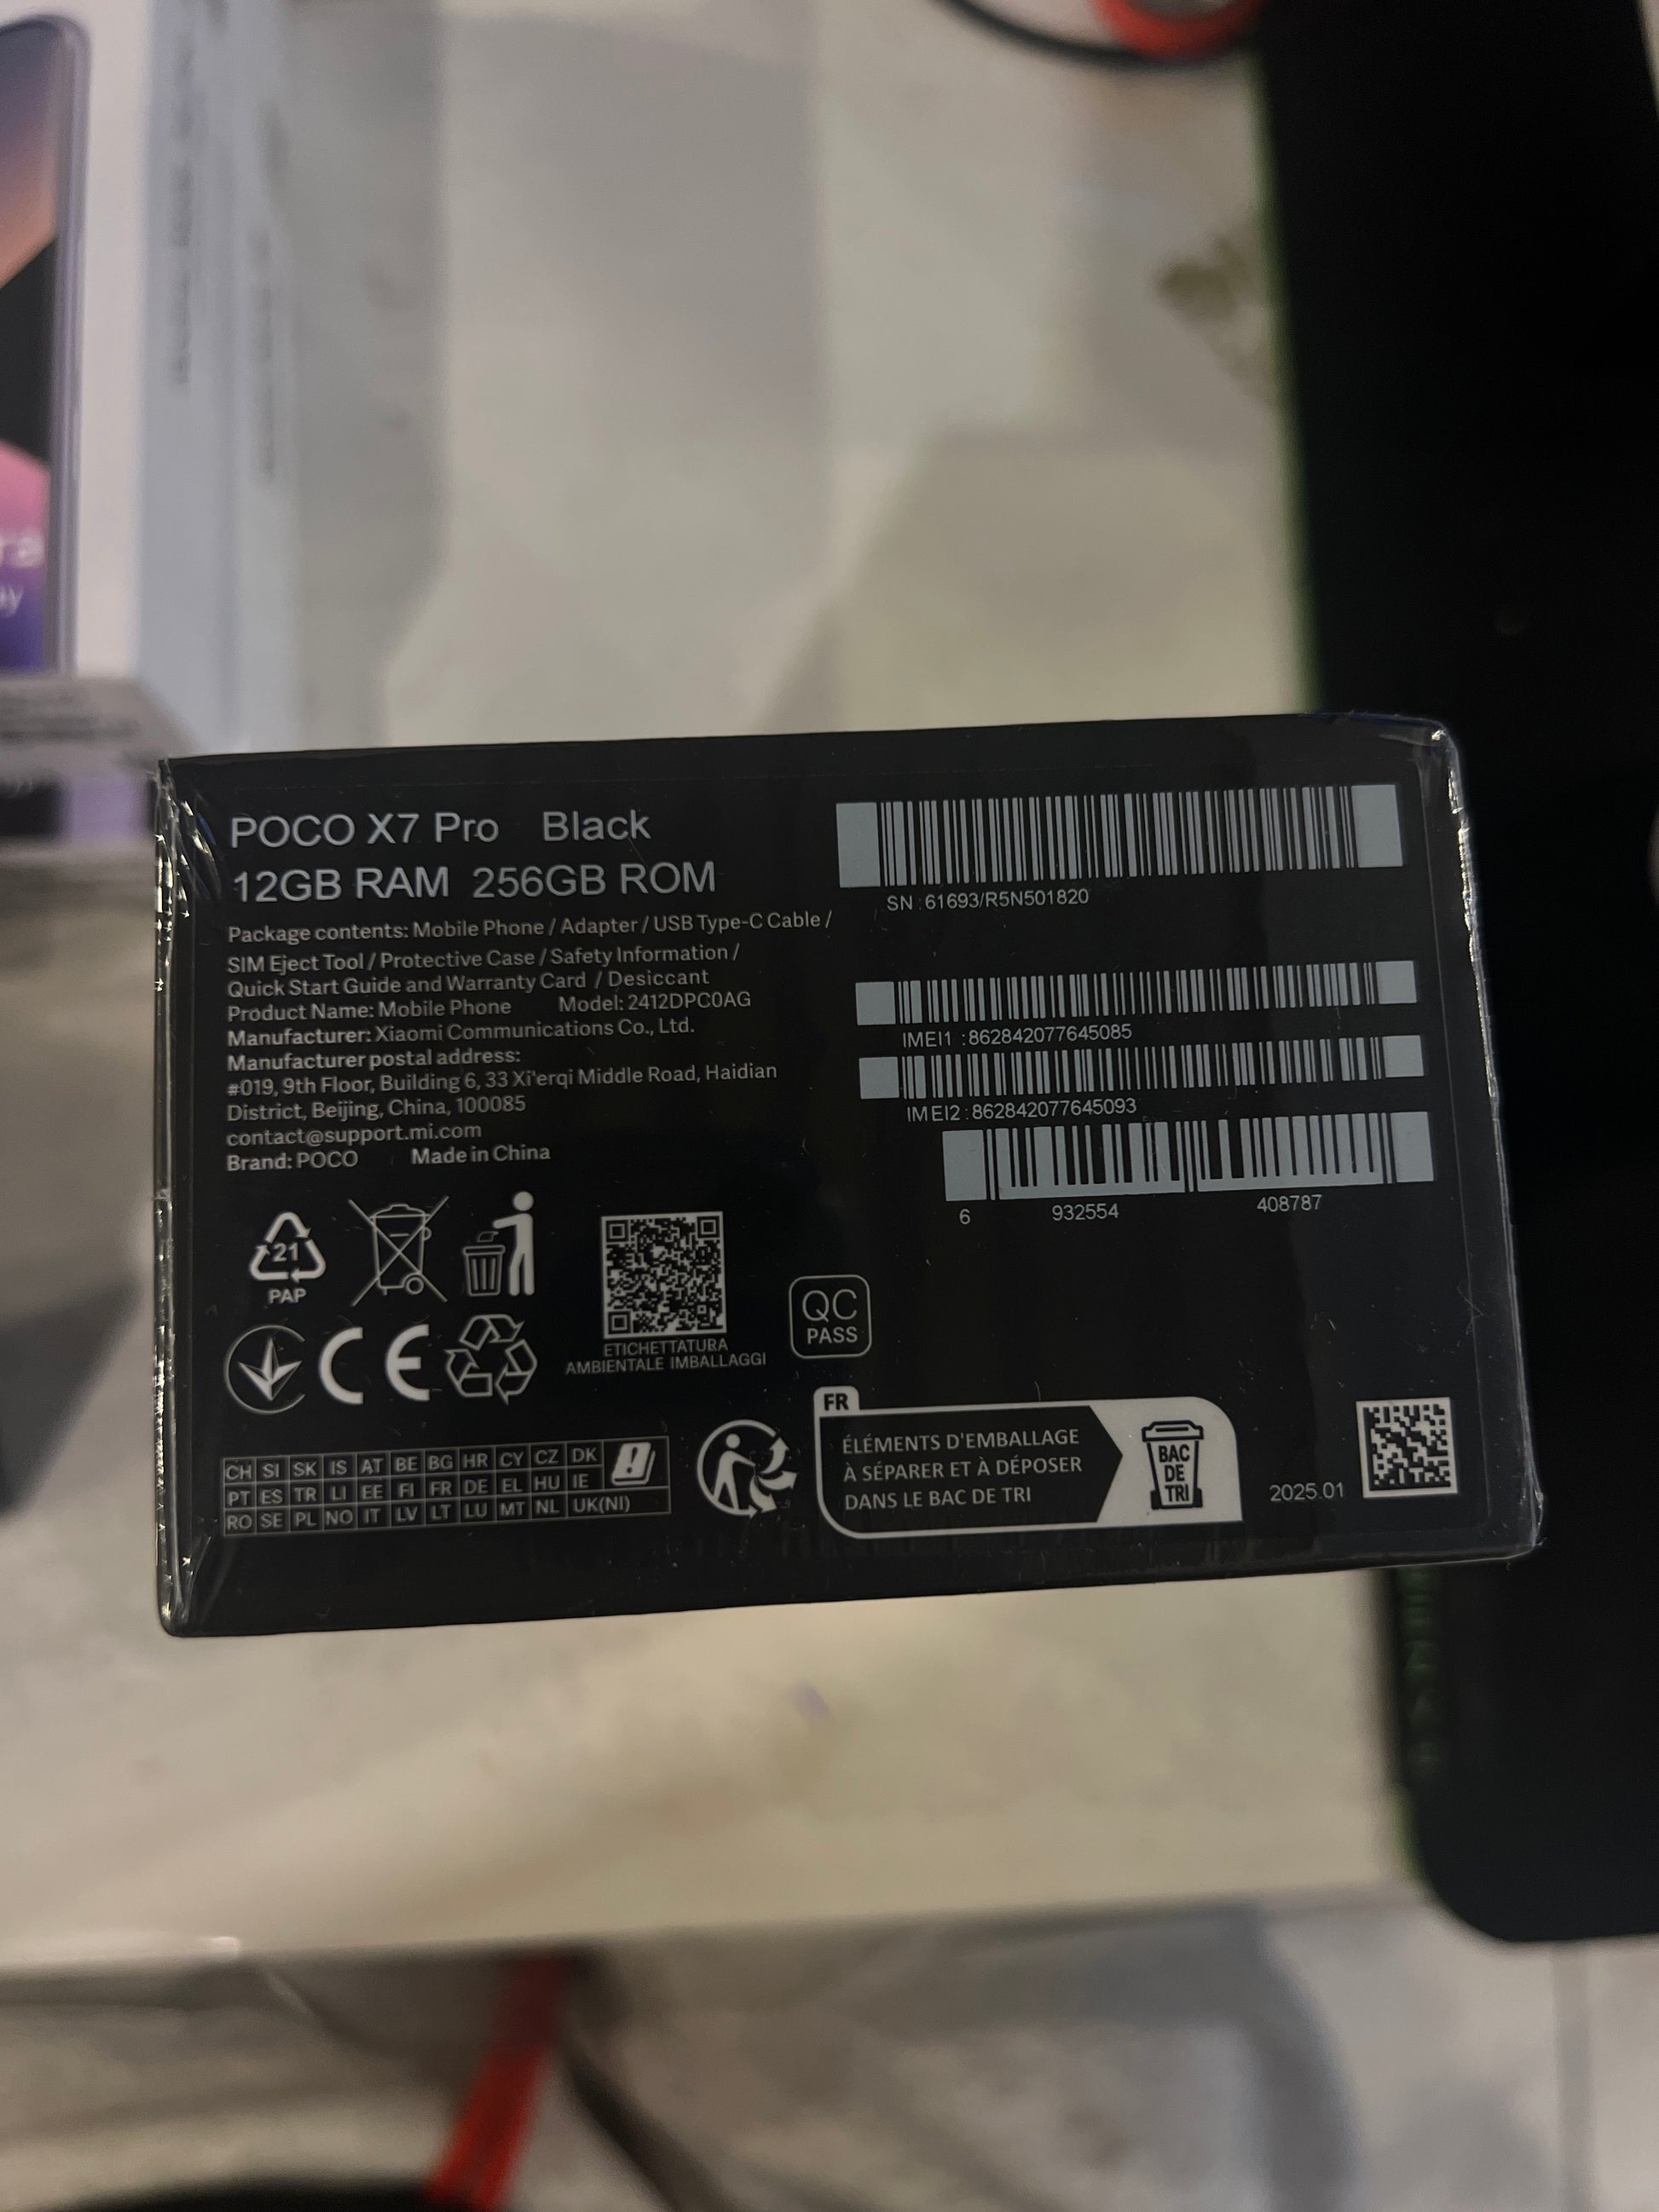 POCO X7 Pro Black
12GB RAM 256GB ROM
Package contents: Mobile Phone / Adapter / USB Type-C Cable /
SIM Eject Tool / Protective Case / Safety Information /
Quick Start Guide and Warranty Card / Desiccant
Product Name: Mobile Phone Model: 2412DPC0AG
Manufacturer: Xiaomi Communications Co., Ltd.
Manufacturer postal address:
#019, 9th Floor, Building 6, 33 Xi'erqi Middle Road, Haidian
District, Beijing, China, 100085
contact@support.mi.com
Brand: POCO Made in China
SN : 61693/R5N501820
IMEI1 : 862842077645085
IMEI2 : 862842077645093
6 932554 408787
21
PAP
CE
ETICHETTATURA
AMBIENTALE IMBALLAGGI
QC
PASS
CH SI SK IS AT BE BG HR CY CZ DK
PT ES TR LI EE FI FR DE EL HU IE
RO SE PL NO IT LV LT LU MT NL UK(NI)
FR
ÉLÉMENTS D'EMBALLAGE
À SÉPARER ET À DÉPOSER
DANS LE BAC DE TRI
BAC
DE
TRI
2025.01